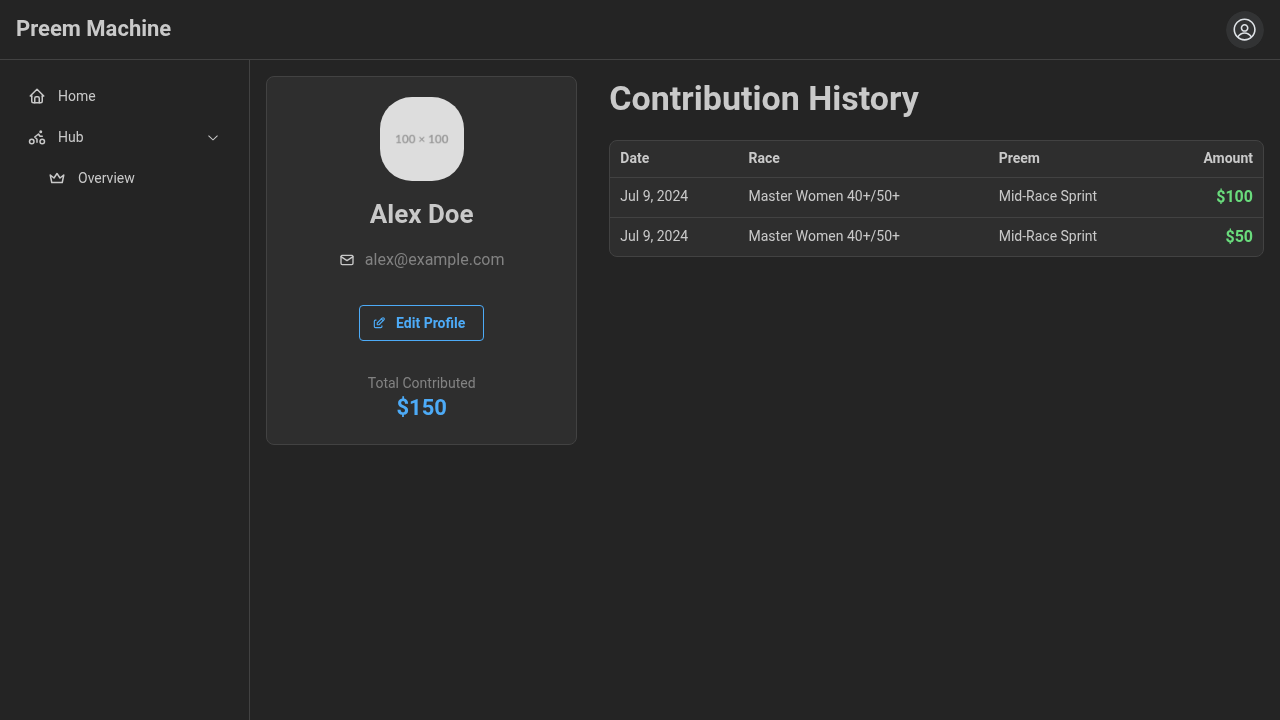 Preem Machine
Home
Hub
Overview
100 × 100
Alex Doe
alex@example.com
Edit Profile
Total Contributed
$150
Contribution History
Date Race Preem Amount
Jul 9, 2024 Master Women 40+/50+ Mid-Race Sprint $100
Jul 9, 2024 Master Women 40+/50+ Mid-Race Sprint $50